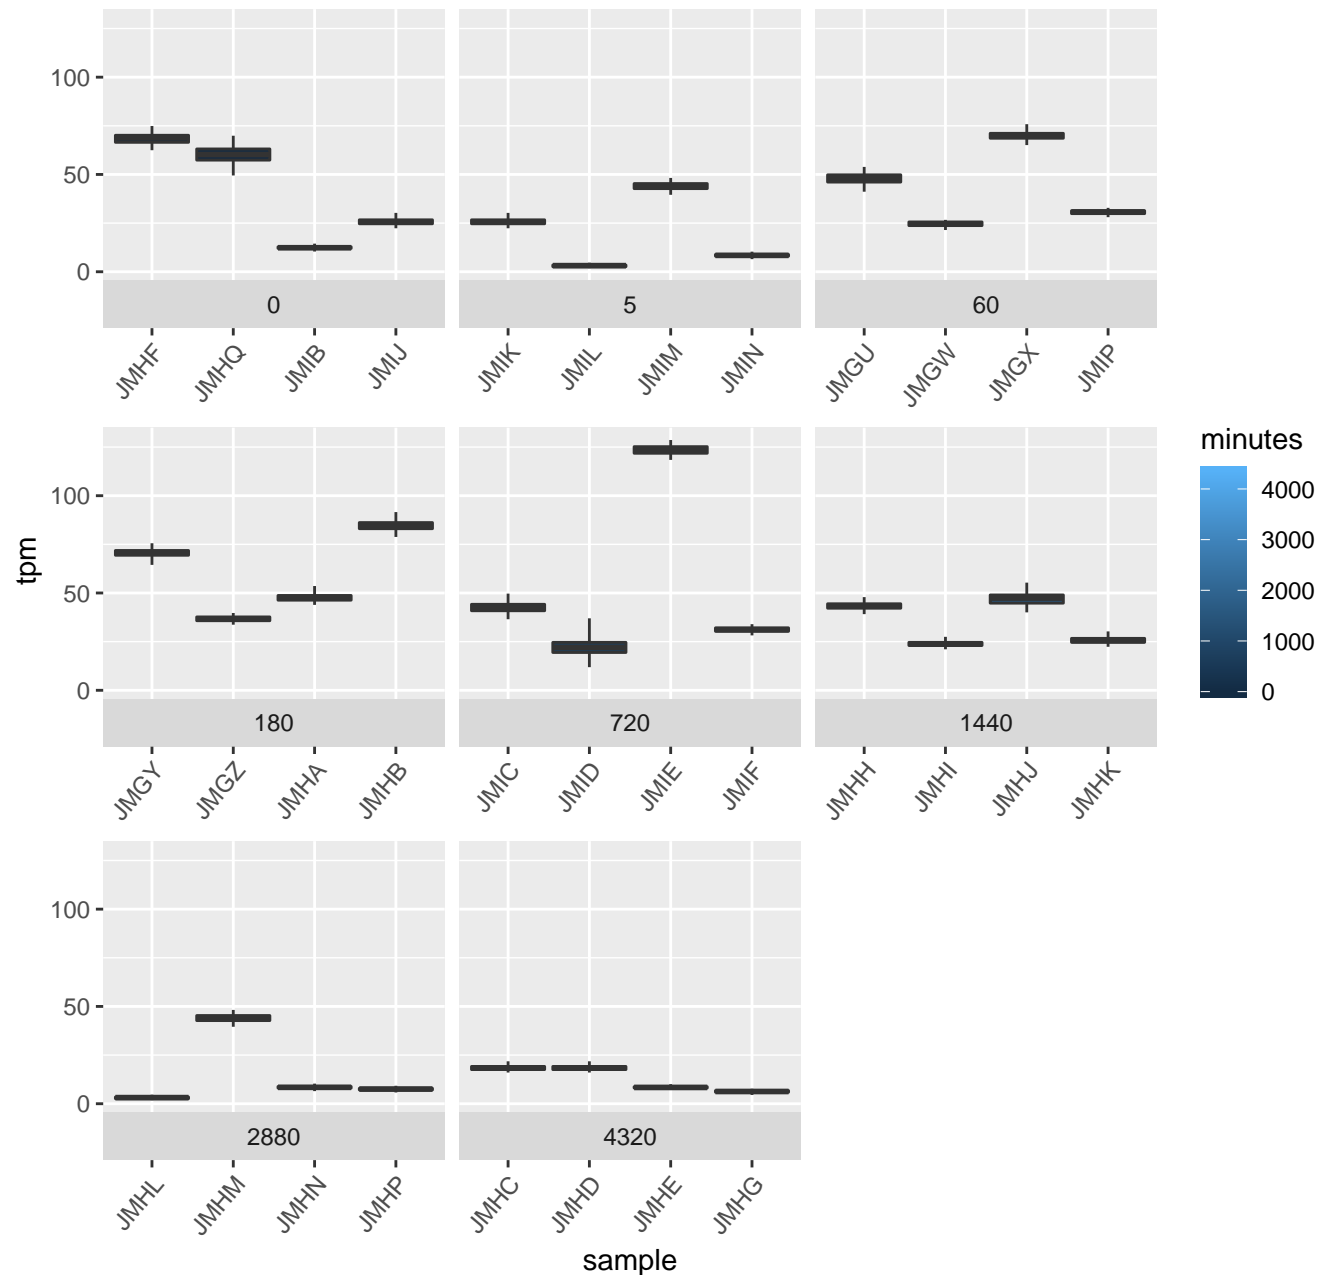 tpm
100
50
0
0
5
60
JMHF JMHQ JMIB JMIJ
JMIK JMIL JMIM JMIN
JMGU JMGW JMGX JMIP
100
50
0
180
720
1440
JMGY JMGZ JMHA JMHB
JMIC JMID JMIE JMIF
JMHH JMHI JMHJ JMHK
100
50
0
2880
4320
JMHL JMHM JMHN JMHP
JMHC JMHD JMHE JMHG
sample
minutes
4000
3000
2000
1000
0